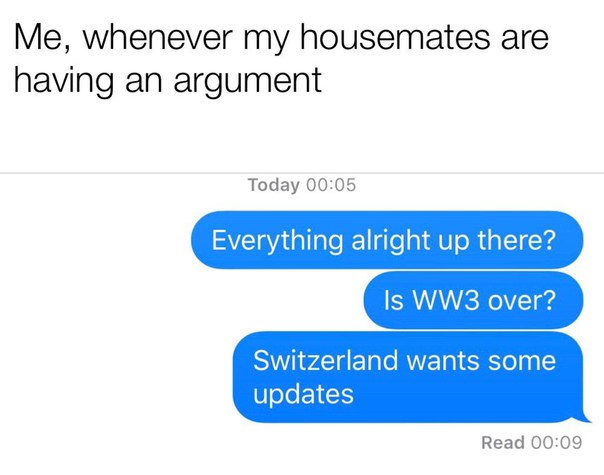 Me, whenever my housemates are
having an argument
Today 00:05
Everything alright up there?
Is WW3 over?
Switzerland wants some
updates
Read 00:09